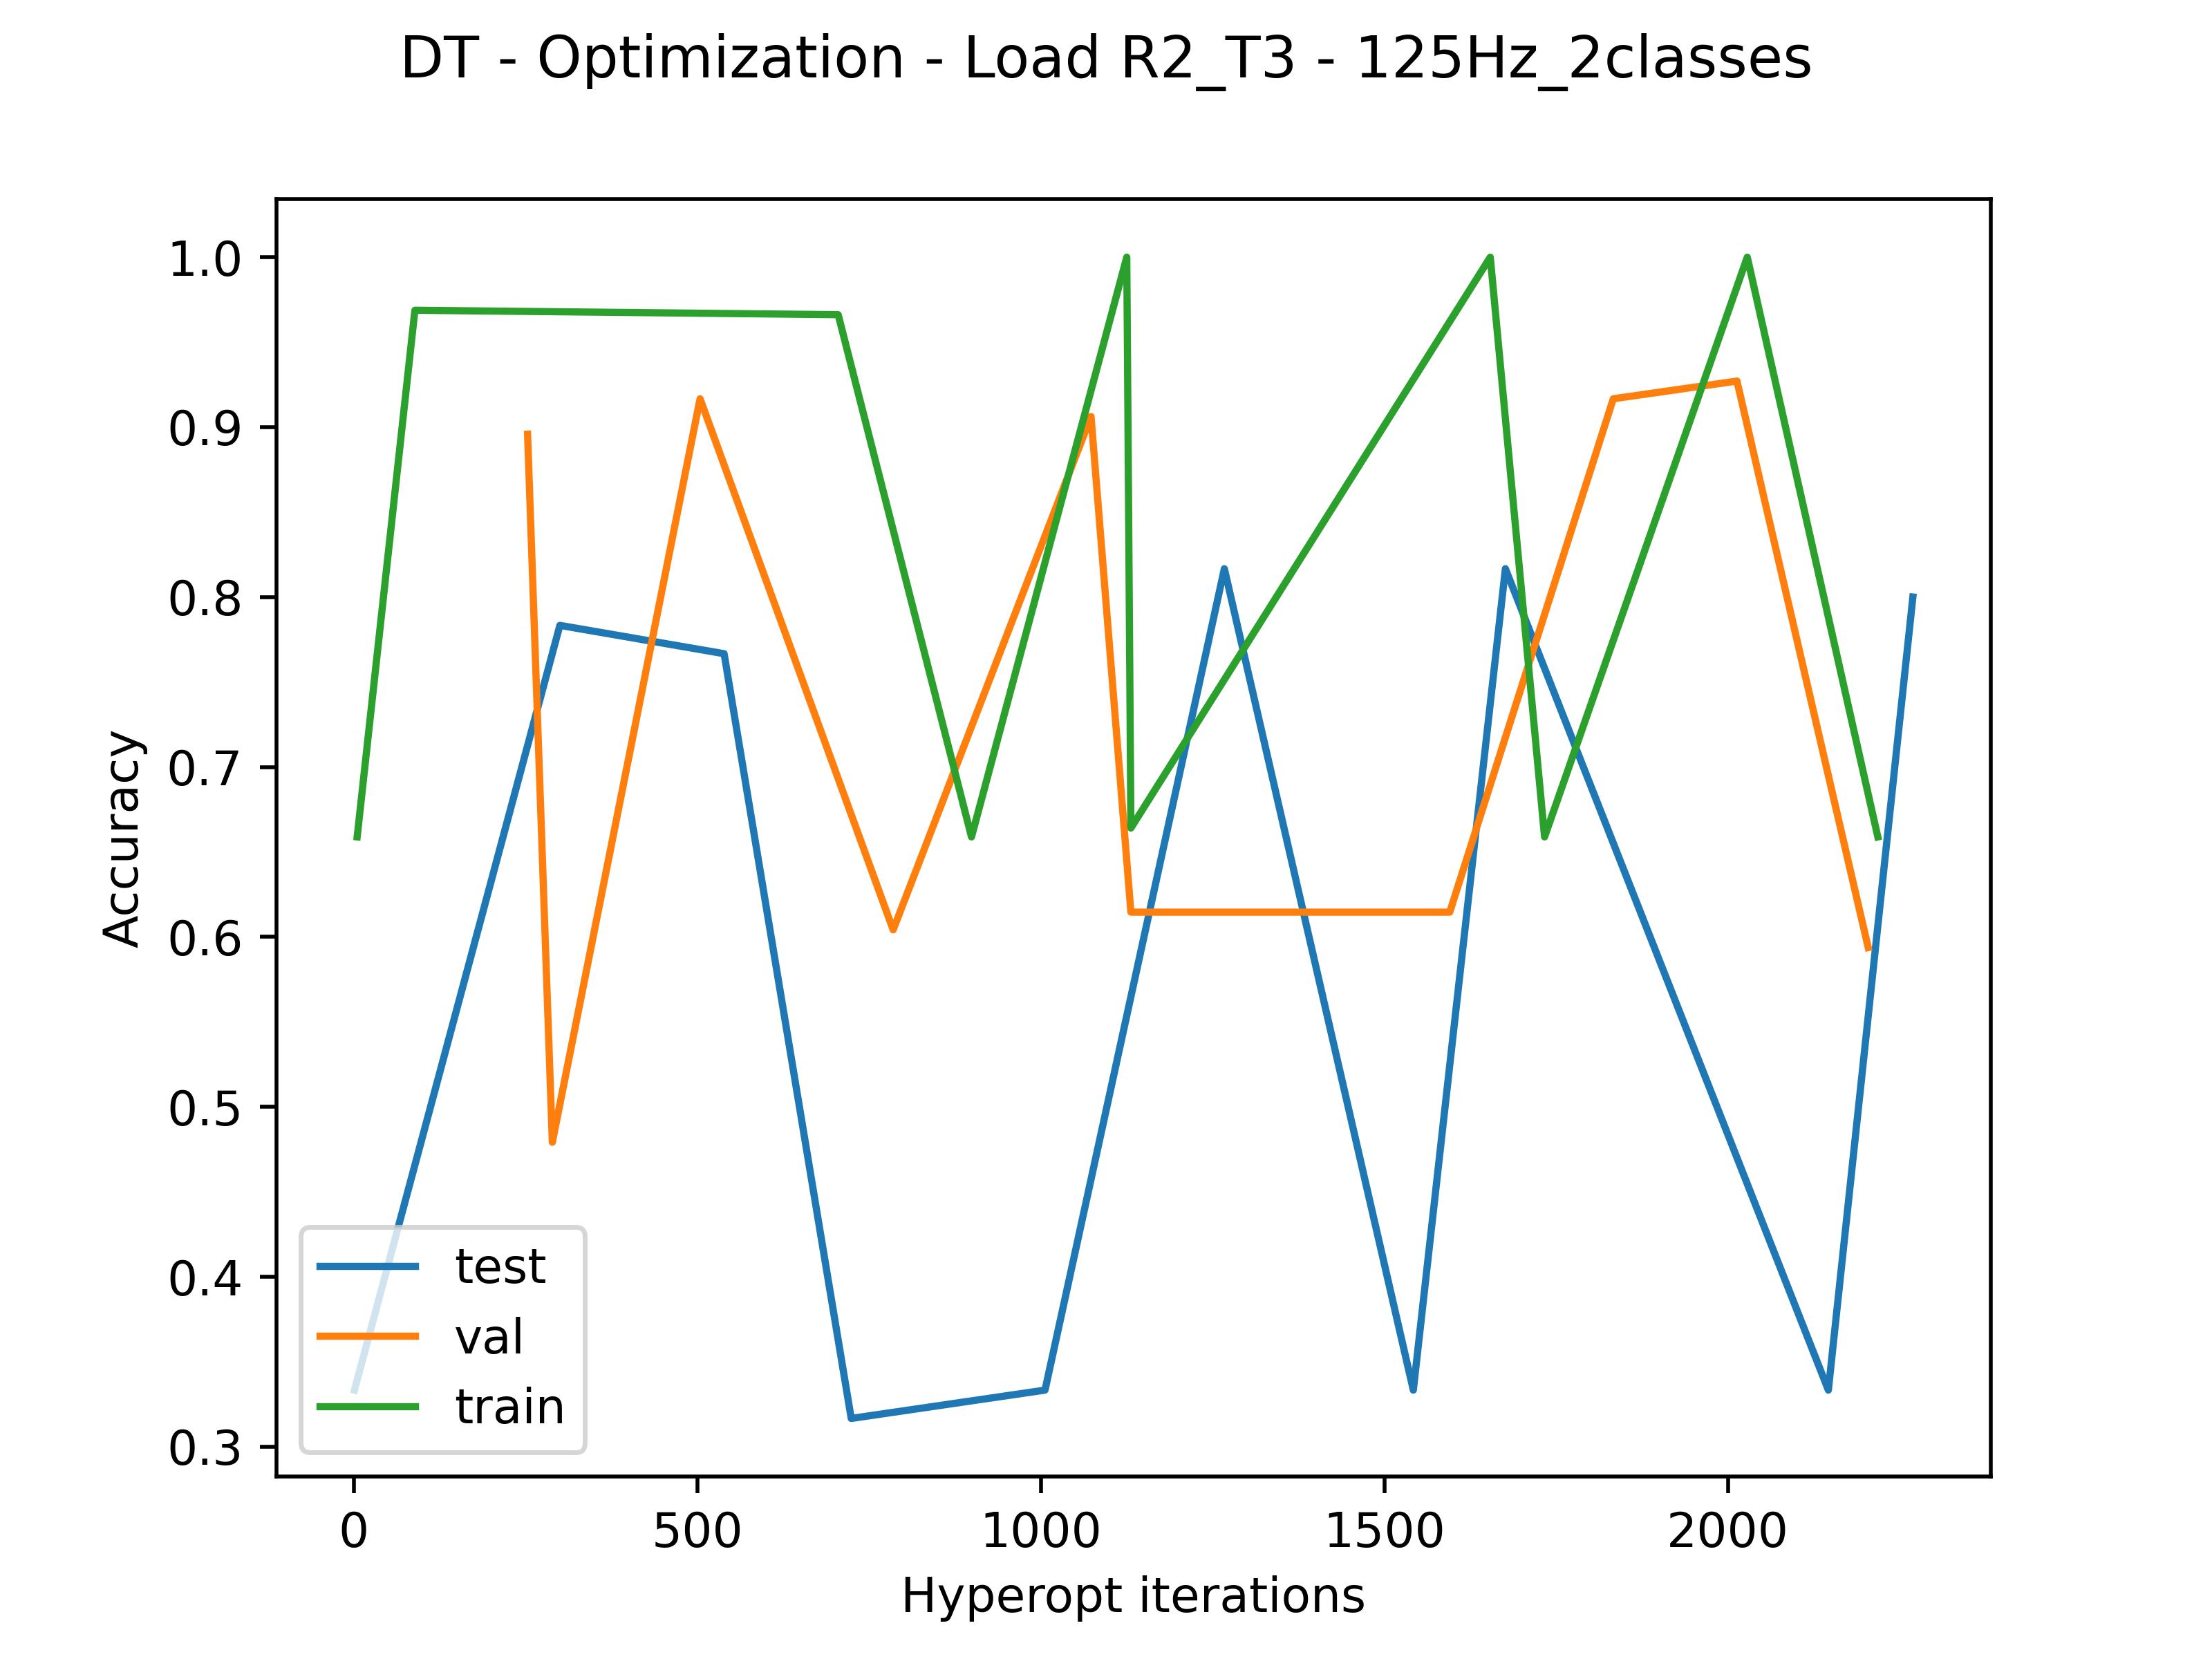 DT - Optimization - Load R2_T3 - 125Hz_2classes
1.0
0.9
0.8
0.7
0.6
0.5
0.4
0.3
Accuracy
test
val
train
0 500 1000 1500 2000
Hyperopt iterations